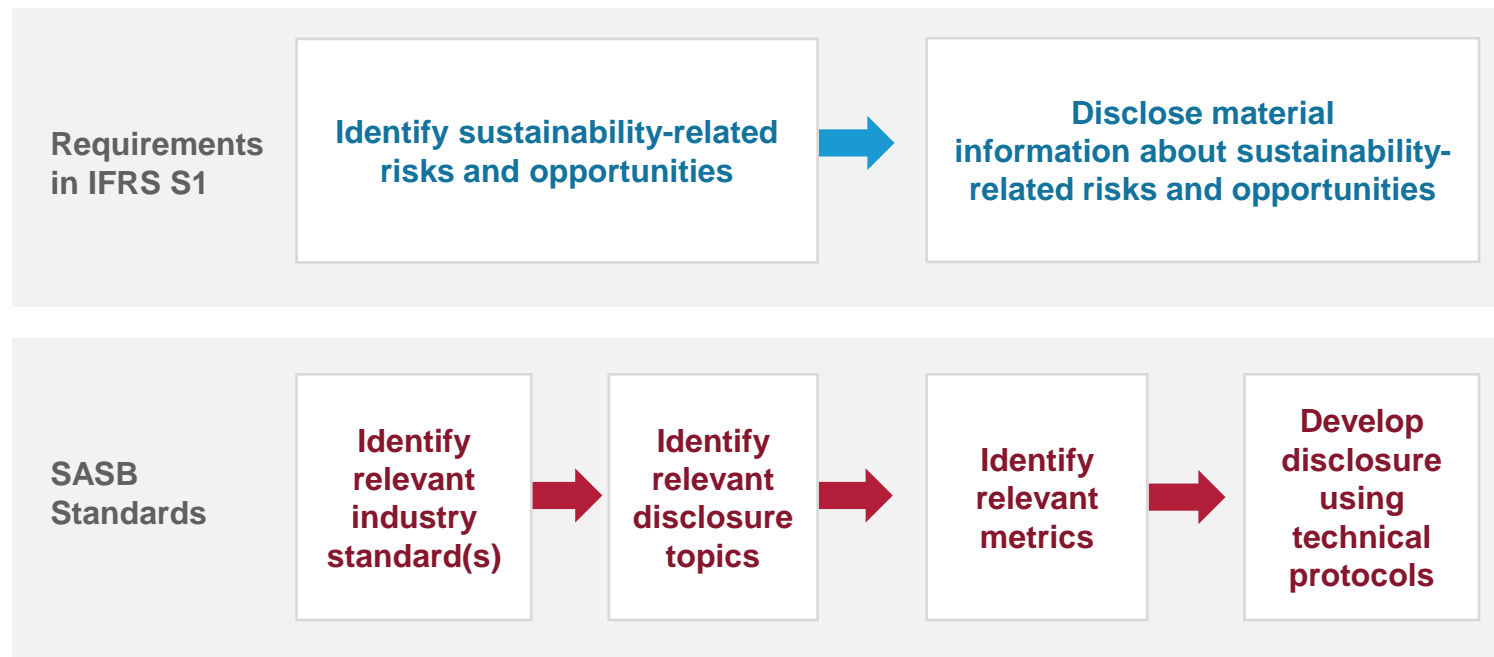 Requirements
in IFRS S1
Identify sustainability-related
risks and opportunities
Disclose material
information about sustainability-
related risks and opportunities
SASB
Standards
Identify
relevant
industry
standard(s)
Identify
relevant
disclosure
topics
Identify
relevant
metrics
Develop
disclosure
using
technical
protocols